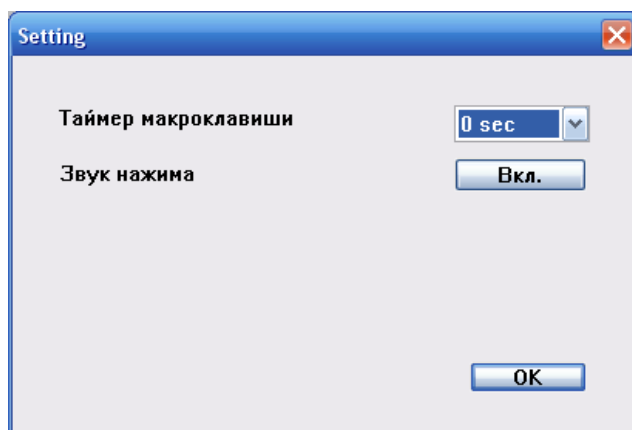 Setting
Таймер макроклавиши
0 sec
Звук нажима
Вкл.
OK